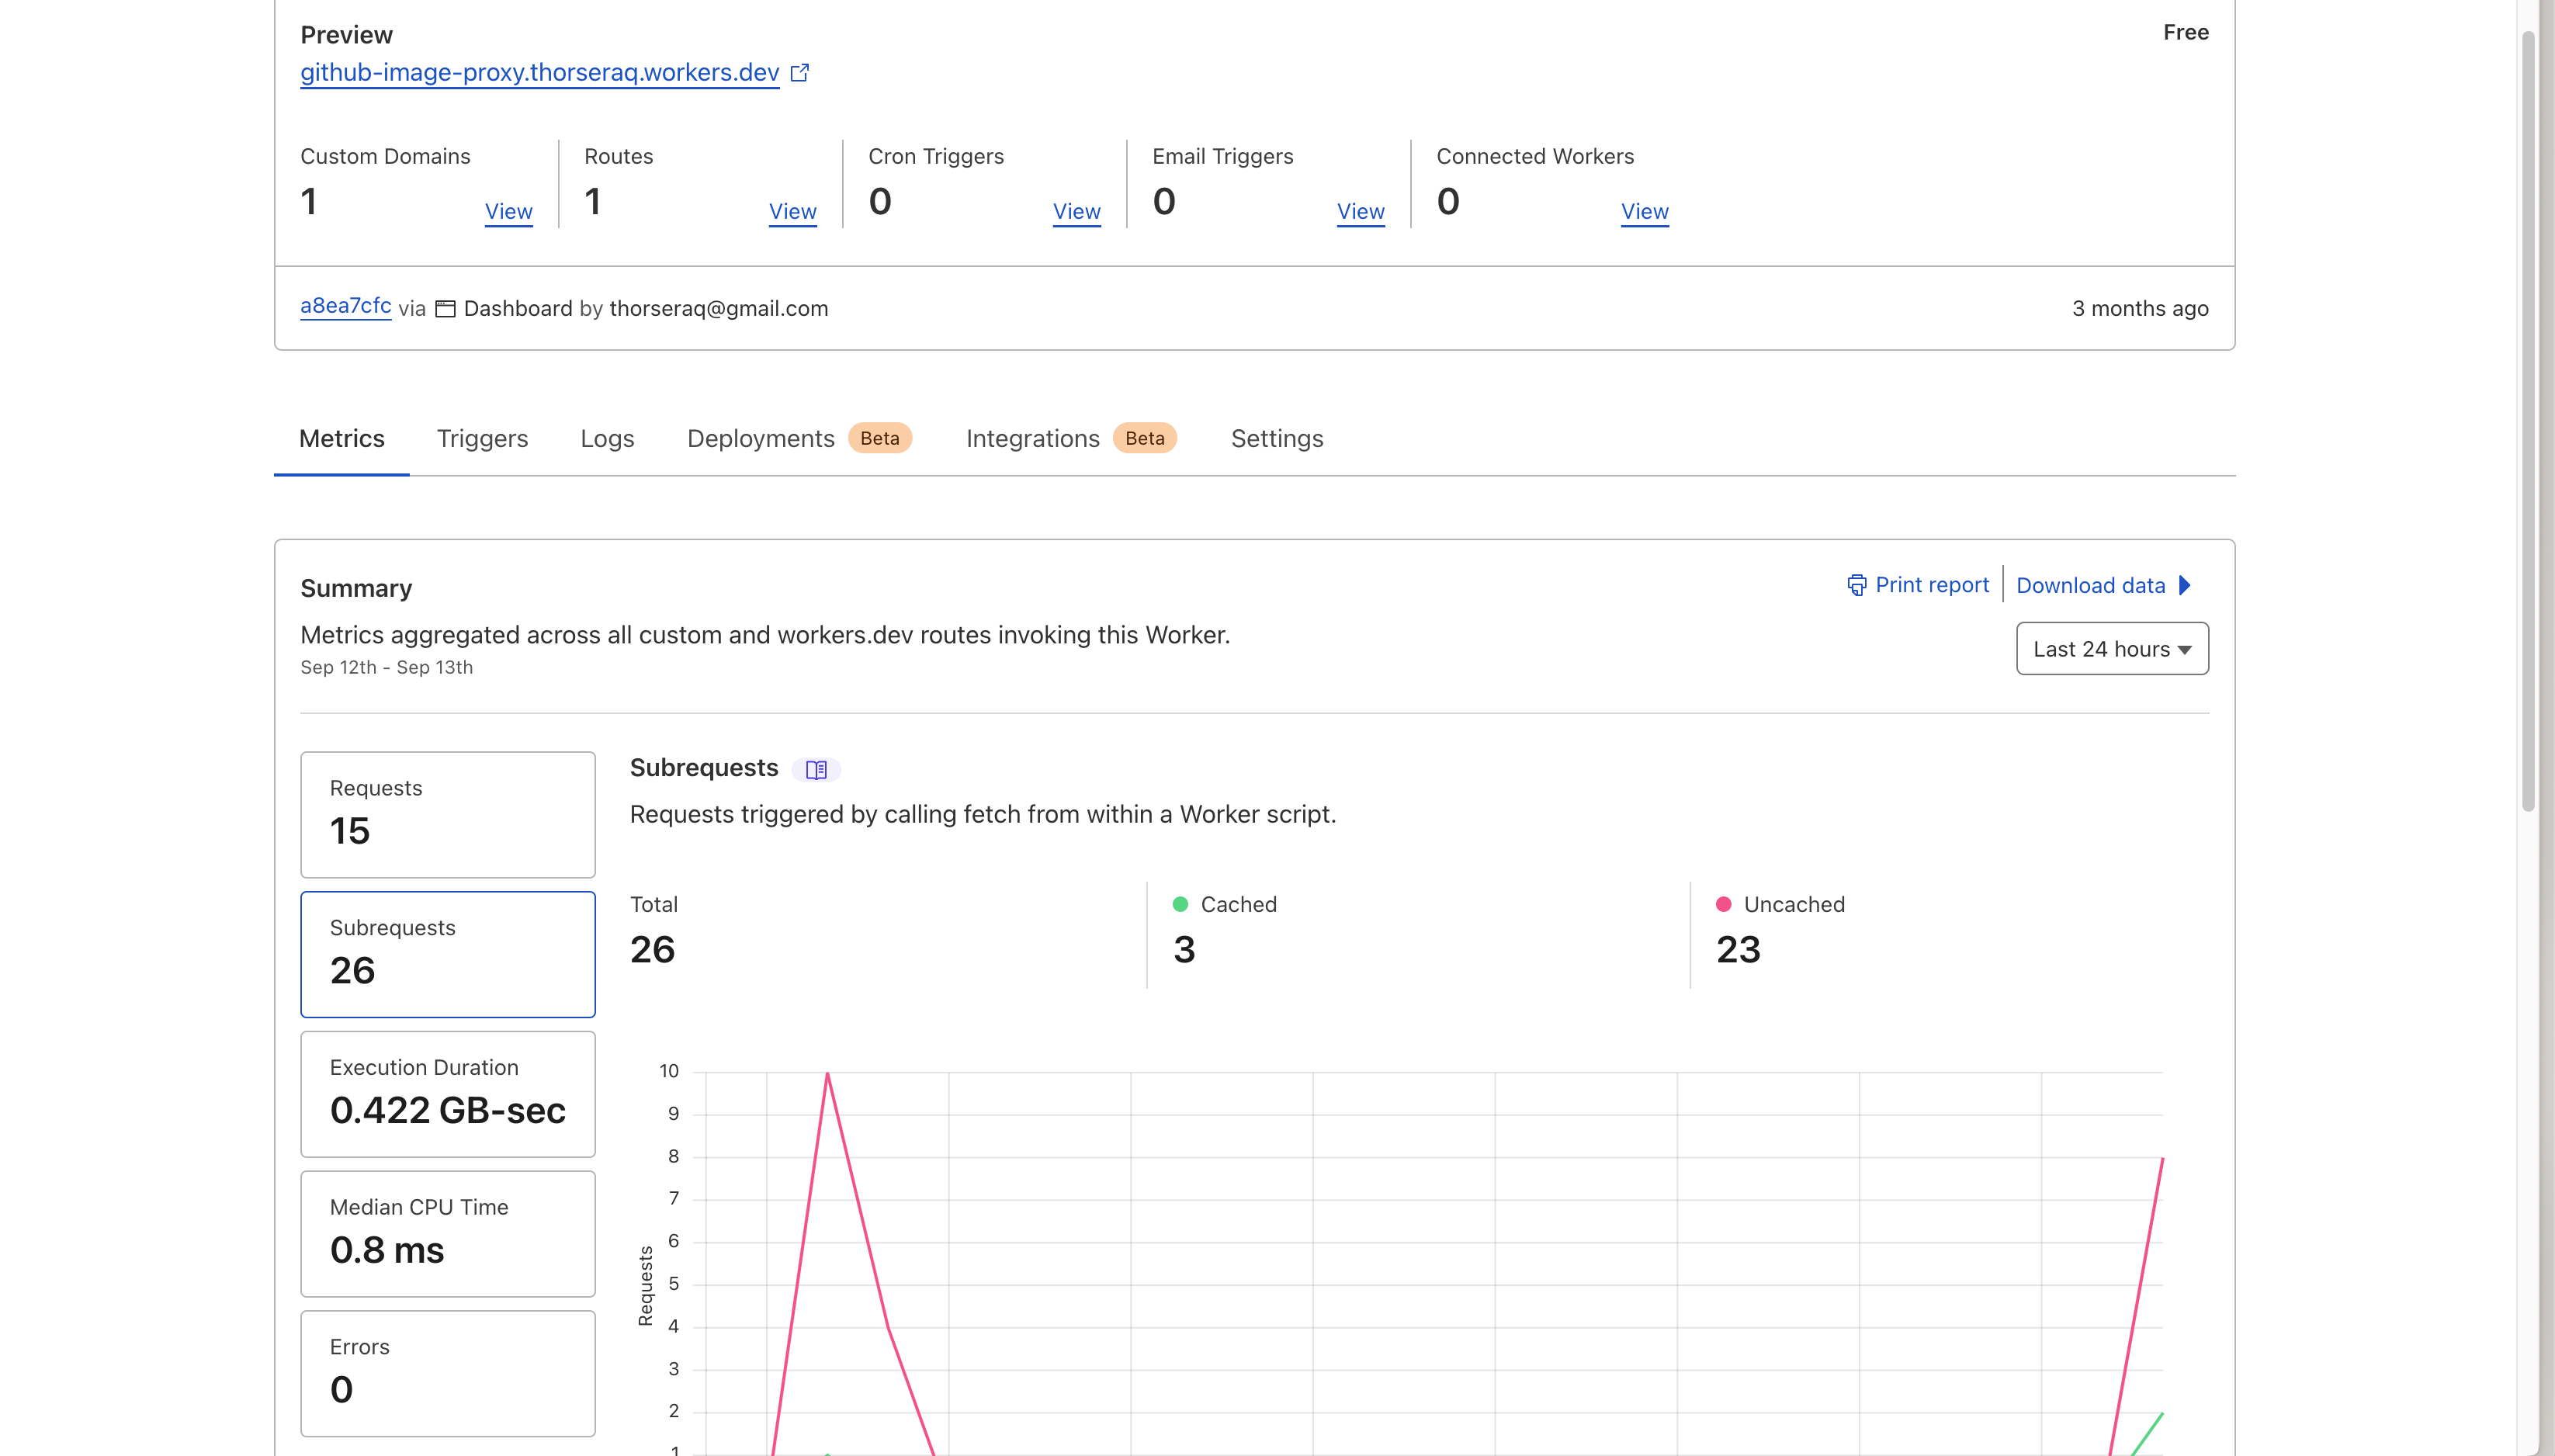 Preview
Free
github-image-proxy.thorseraq.workers.dev
Custom Domains
1
View
Routes
1
View
Cron Triggers
0
View
Email Triggers
0
View
Connected Workers
0
View
a8ea7cfc via Dashboard by thorseraq@gmail.com
3 months ago
Metrics
Triggers
Logs
Deployments Beta
Integrations Beta
Settings
Summary
Print report
Download data
Metrics aggregated across all custom and workers.dev routes invoking this Worker.
Sep 12th - Sep 13th
Last 24 hours
Requests
15
Subrequests
26
Execution Duration
0.422 GB-sec
Median CPU Time
0.8 ms
Errors
0
Subrequests
Requests triggered by calling fetch from within a Worker script.
Total
26
Cached
3
Uncached
23
Requests
10
9
8
7
6
5
4
3
2
1